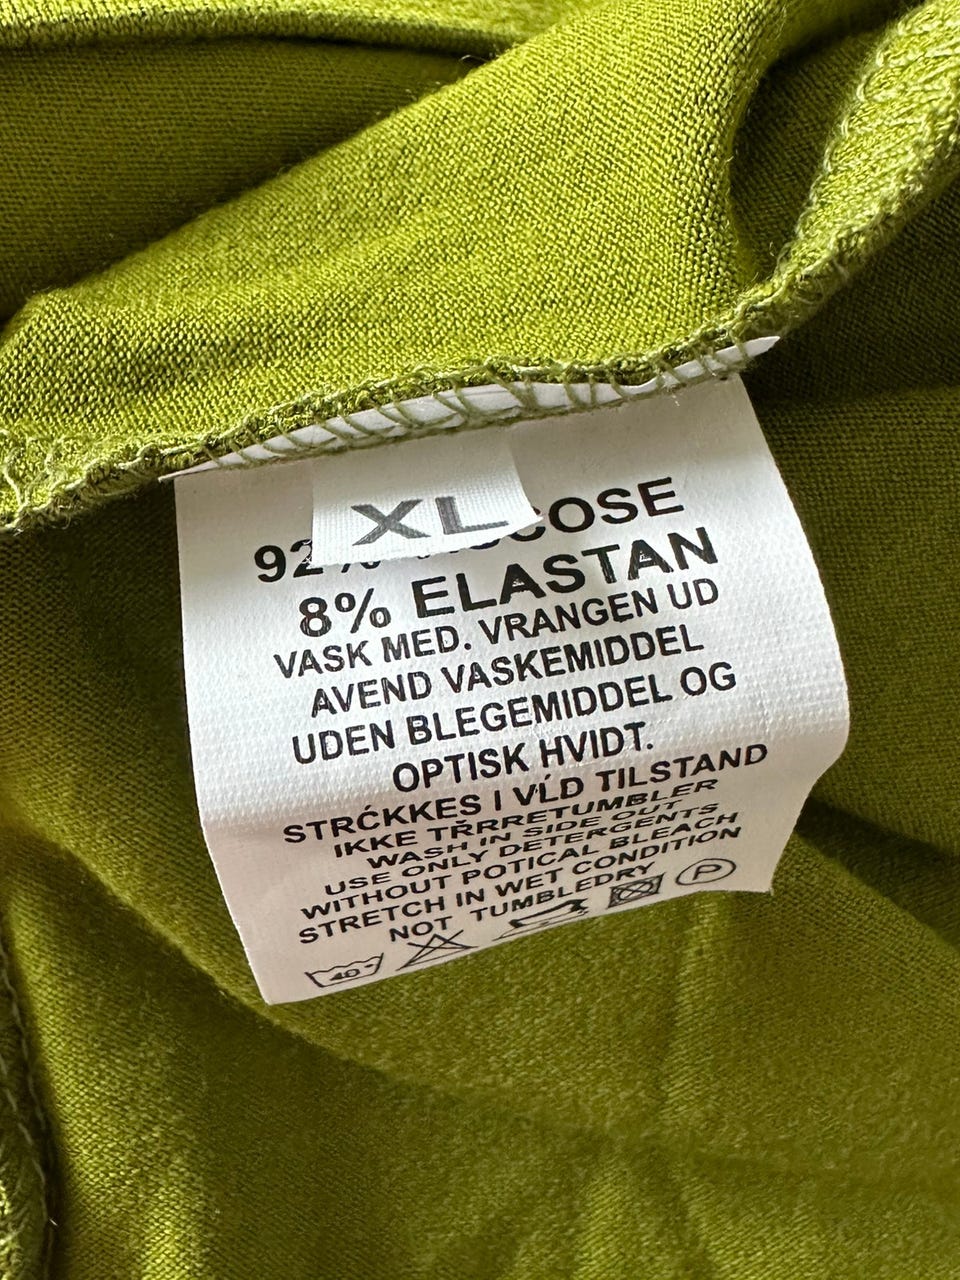 XL
92% VISCOSE
8% ELASTAN
VASK MED. VRANGEN UD
AVEND VASKEMIDDEL
UDEN BLEGEMIDDEL OG
OPTISK HVIDT.
STRĆKKES I VĹD TILSTAND
IKKE TŘRRETUMBLER
WASH IN SIDE OUT
USE ONLY DETERGENTS
WITHOUT POTICAL BLEACH
STRETCH IN WET CONDITION
NOT TUMBLEDRY
40° P